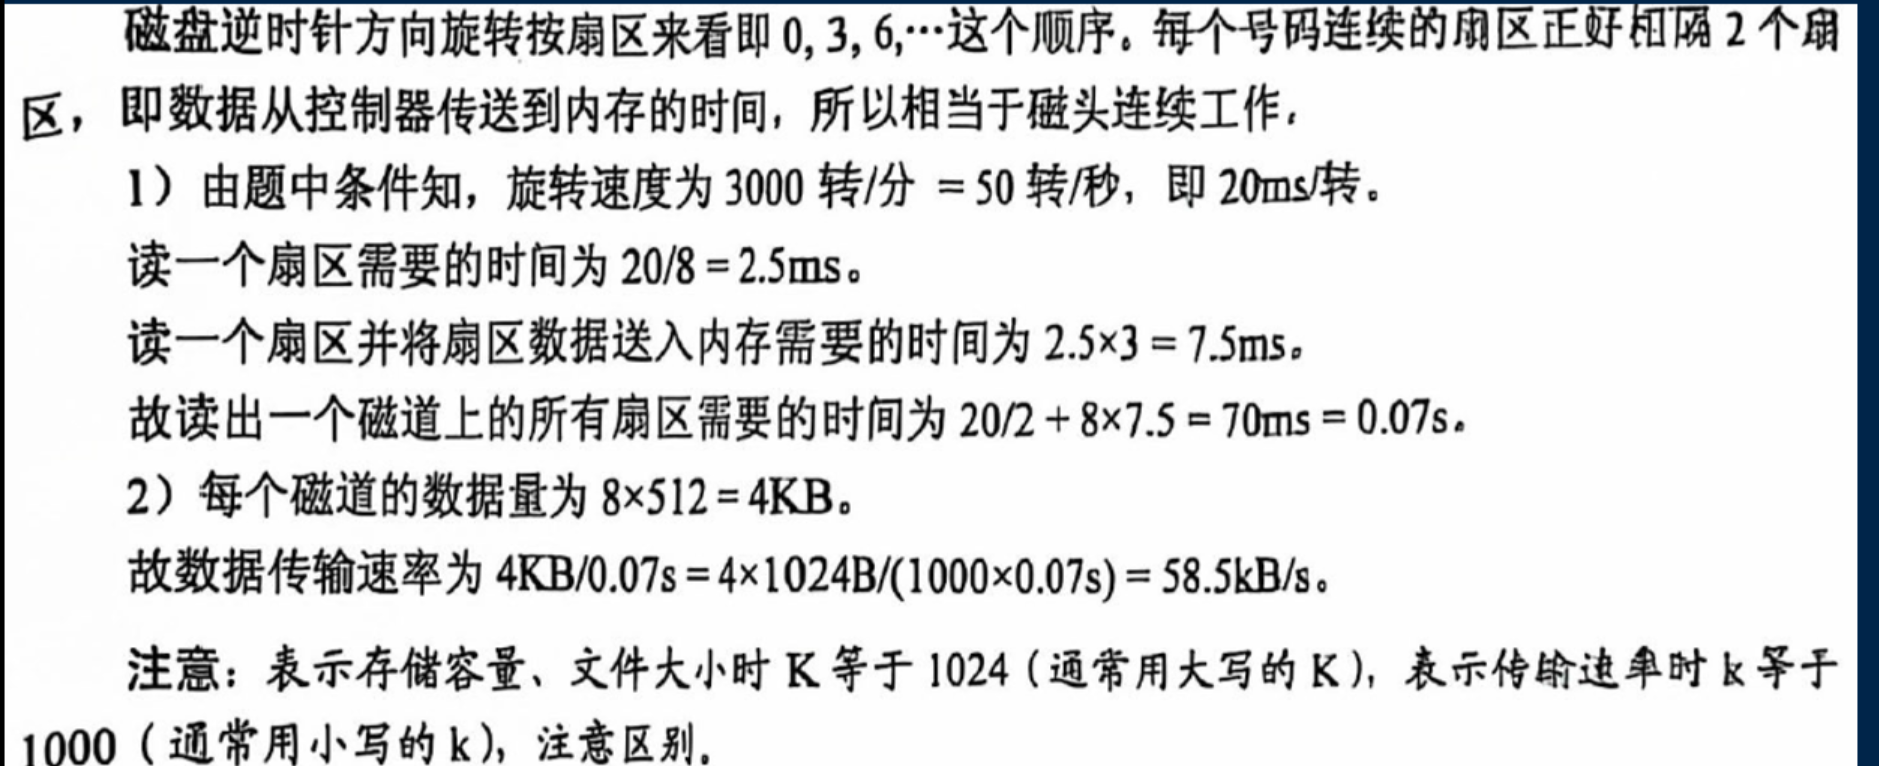 磁盘逆时针方向旋转按扇区来看即 0, 3, 6,…这个顺序。每个号码连续的扇区正好相隔 2 个扇
区，即数据从控制器传送到内存的时间，所以相当于磁头连续工作。
1）由题中条件知，旋转速度为 3000 转/分 = 50 转/秒，即 20ms/转。
读一个扇区需要的时间为 20/8 = 2.5ms。
读一个扇区并将扇区数据送入内存需要的时间为 2.5×3 = 7.5ms。
故读出一个磁道上的所有扇区需要的时间为 20/2 + 8×7.5 = 70ms = 0.07s。
2）每个磁道的数据量为 8×512 = 4KB。
故数据传输速率为 4KB/0.07s = 4×1024B/(1000×0.07s) = 58.5kB/s。
注意：表示存储容量、文件大小时 K 等于 1024（通常用大写的 K），表示传输速率时 k 等于
1000（通常用小写的 k），注意区别。